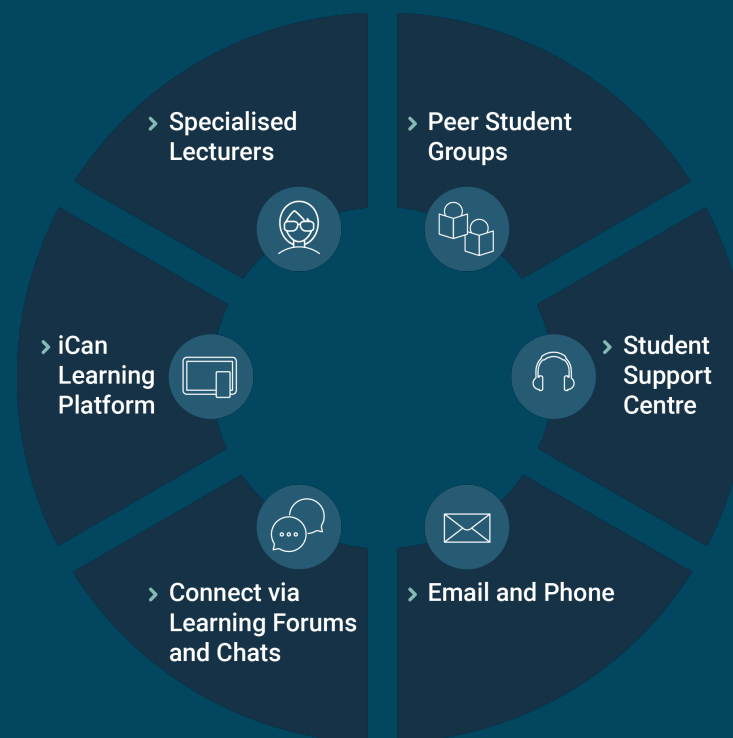 Specialised
Lecturers
Peer Student
Groups
iCan
Learning
Platform
Student
Support
Centre
Connect via
Learning Forums
and Chats
Email and Phone